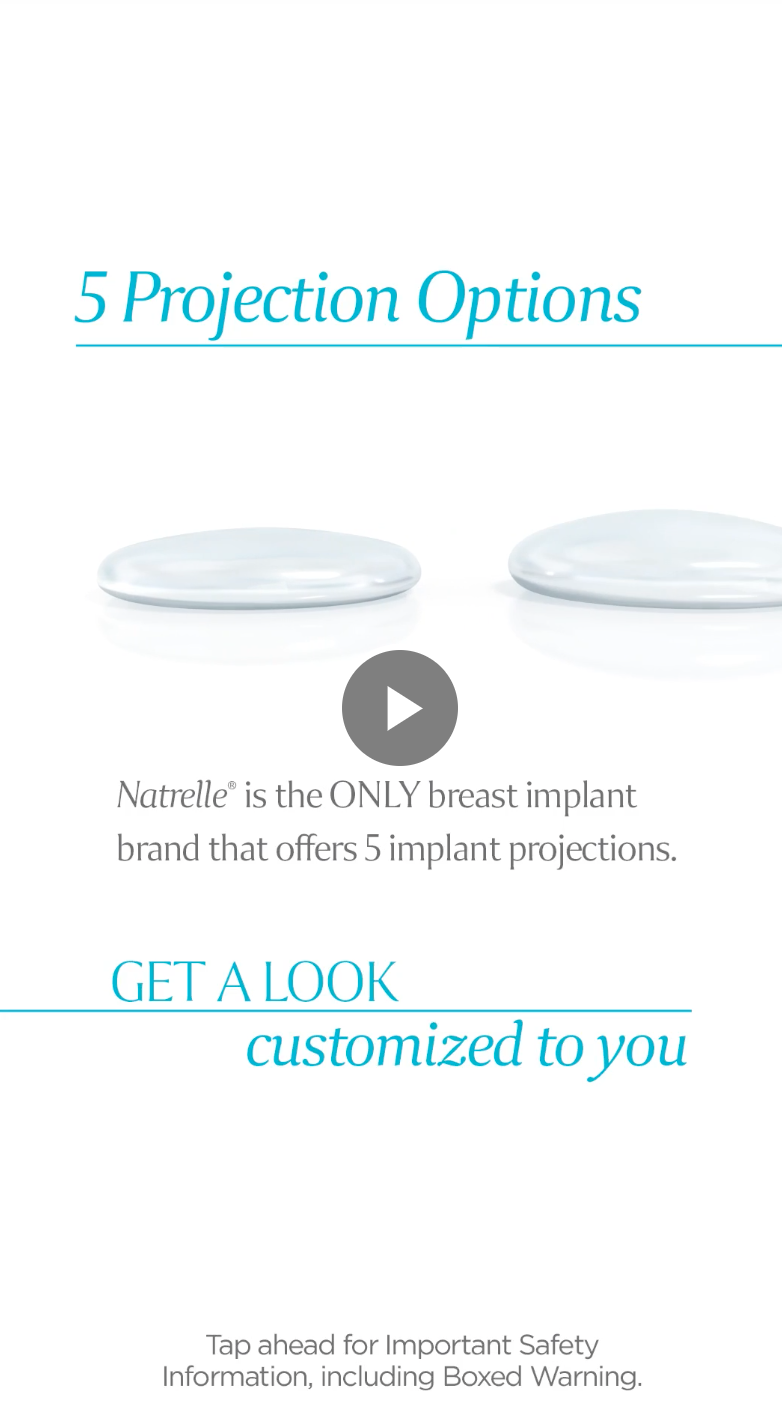 5 Projection Options
Natrelle® is the ONLY breast implant
brand that offers 5 implant projections.
GET A LOOK
customized to you
Tap ahead for Important Safety
Information, including Boxed Warning.